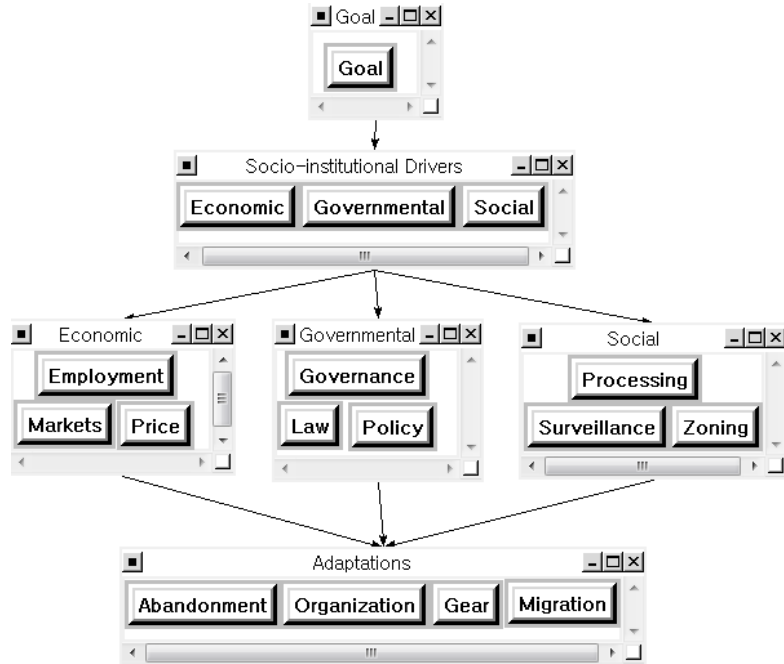 Goal
Goal
Socio-institutional Drivers
Economic Governmental Social
Economic
Employment
Markets Price
Governmental
Governance
Law Policy
Social
Processing
Surveillance Zoning
Adaptations
Abandonment Organization Gear Migration